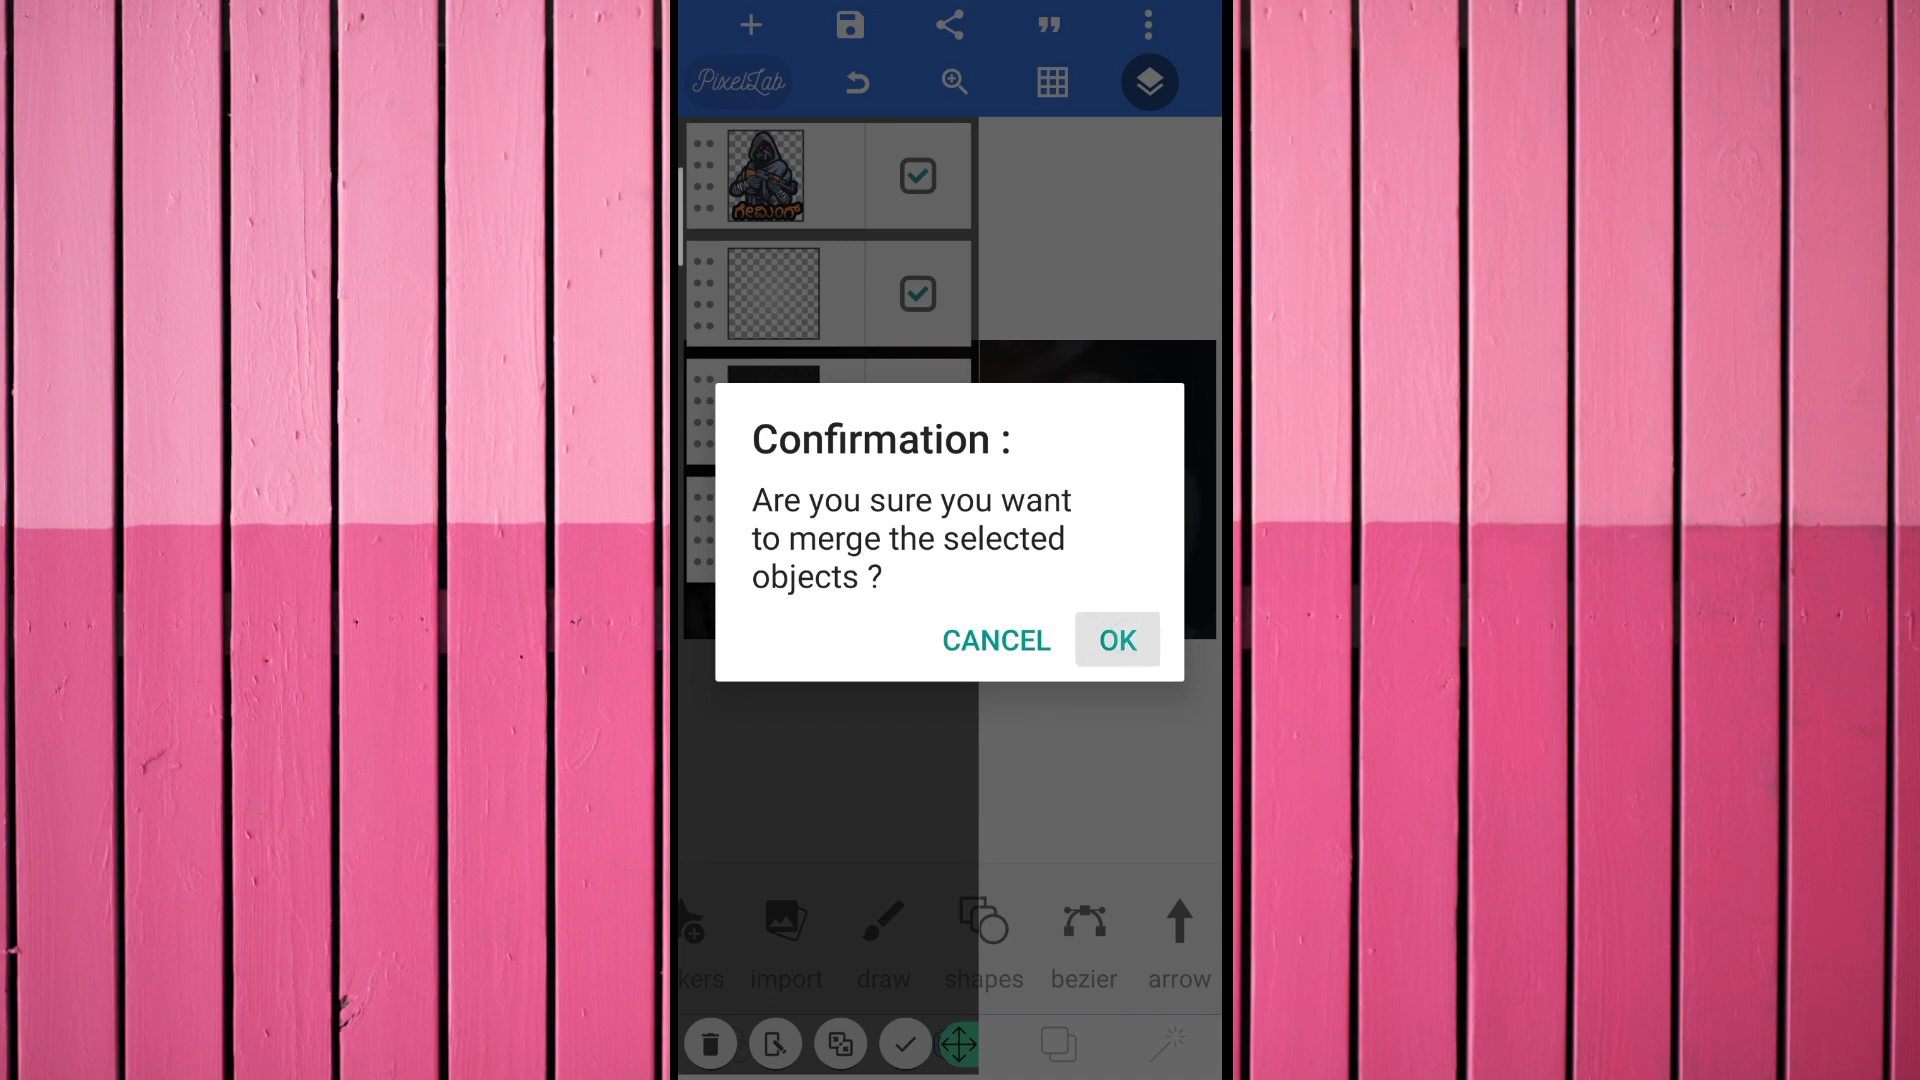 PixelLab
ಗೇಮಿಂಗ್
Confirmation :
Are you sure you want
to merge the selected
objects ?
CANCEL
OK
kers
import
draw
shapes
bezier
arrow